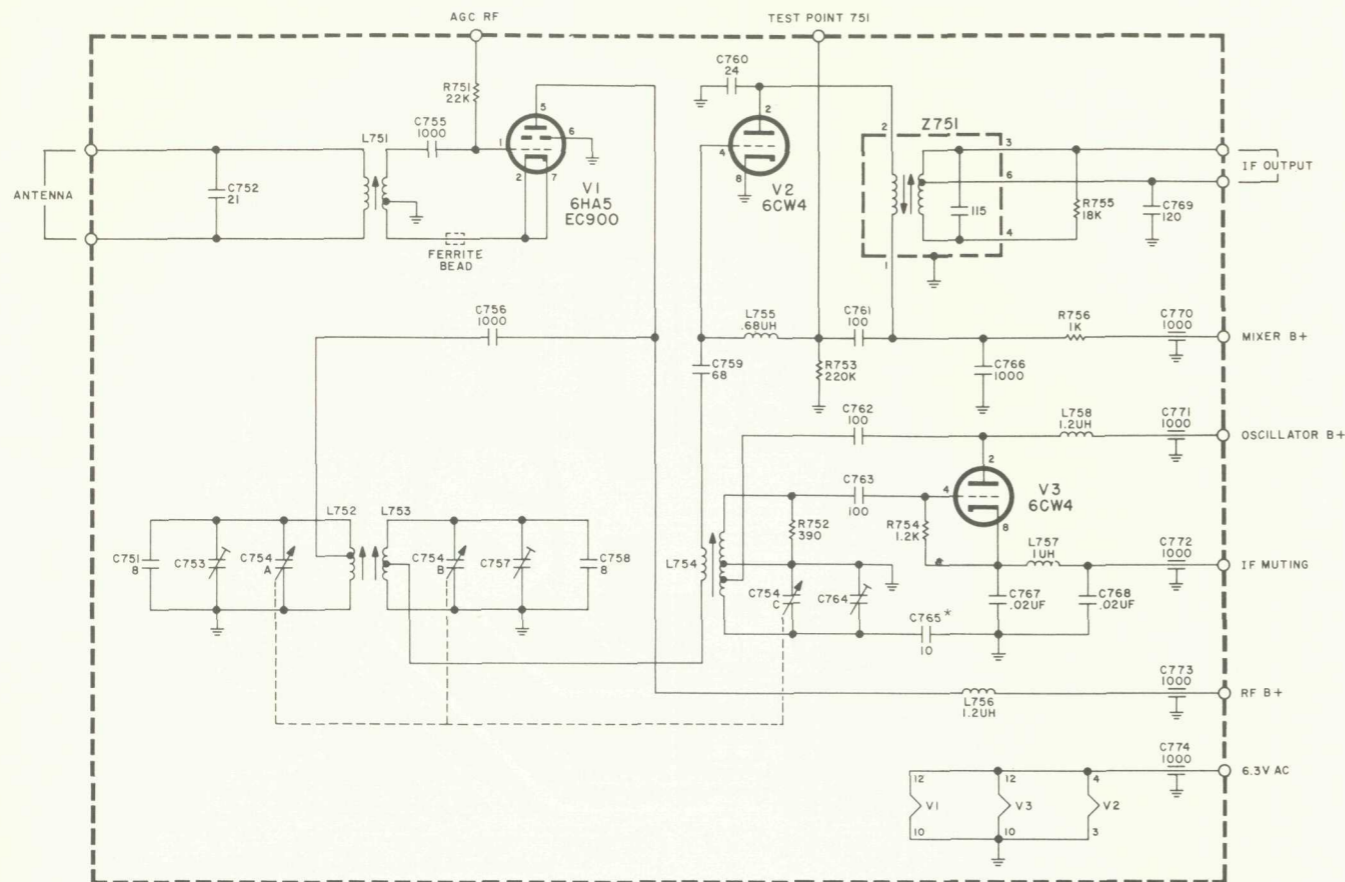 AGC RF
TEST POINT 751
C760
24
R751
22K
C755
1000
L751
5
6
1
2
7
V1
6HA5
EC900
2
4
8
V2
6CW4
2
Z751
3
6
115
4
1
R755
18K
C769
120
IF OUTPUT
ANTENNA
C752
21
FERRITE
BEAD
C756
1000
L755
.68UH
C761
100
R756
1K
C770
1000
MIXER B+
C759
68
R753
220K
C766
1000
C762
100
L758
1.2UH
C771
1000
OSCILLATOR B+
2
4
8
V3
6CW4
C763
100
R752
390
R754
1.2K
L757
1UH
C772
1000
IF MUTING
L752
L753
C751
8
C753
C754
A
C754
B
C757
C758
8
L754
C754
C
C764
C765*
10
C767
.02UF
C768
.02UF
C773
1000
RF B+
L756
1.2UH
C774
1000
6.3V AC
12
12
4
V1
V3
V2
10
10
3